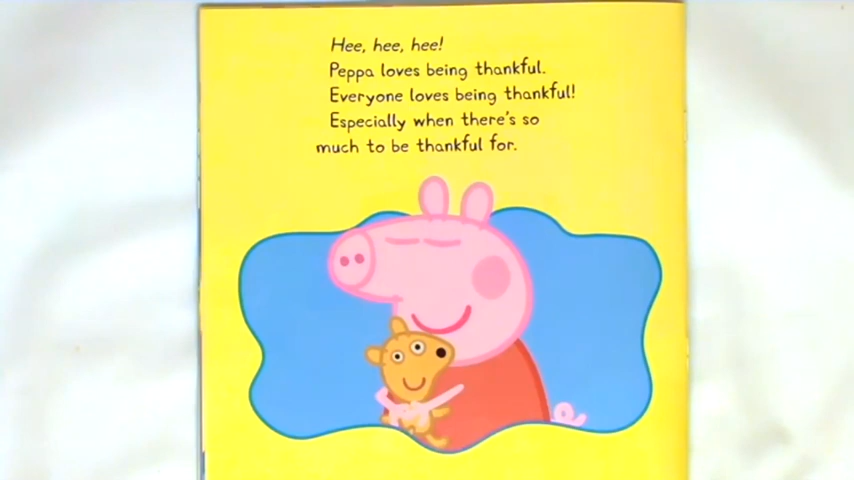 Hee, hee, hee!
Peppa loves being thankful.
Everyone loves being thankful!
Especially when there's so
much to be thankful for.